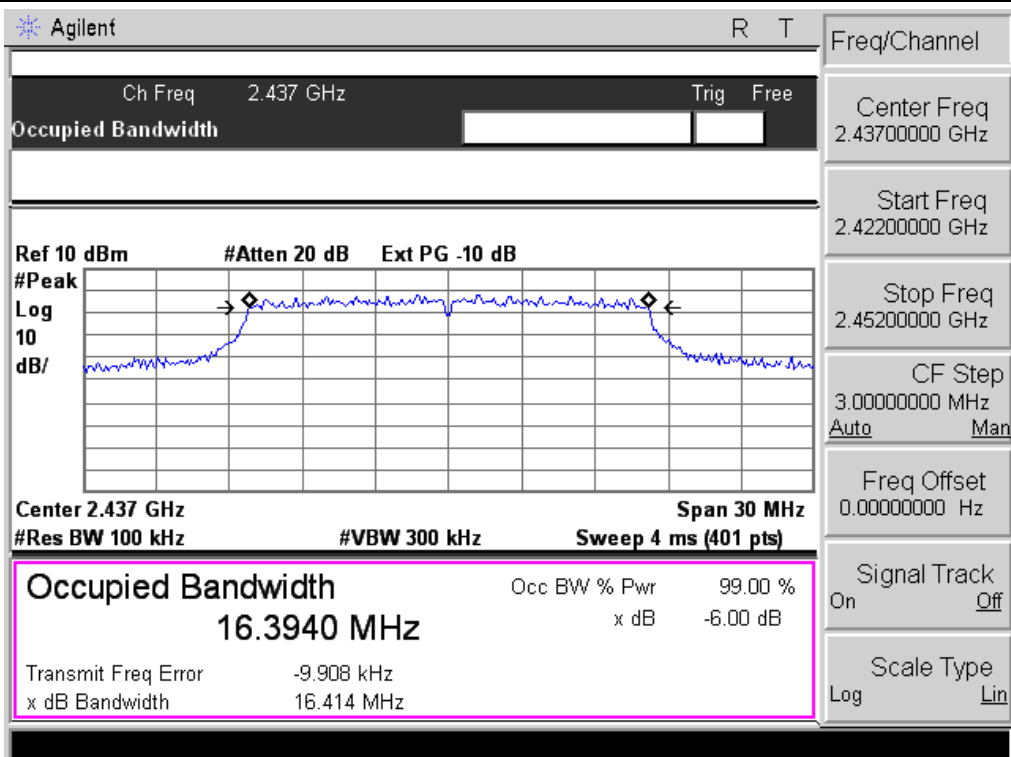 Agilent R T
Freq/Channel
Ch Freq 2.437 GHz Trig Free
Occupied Bandwidth
Center Freq
2.43700000 GHz
Start Freq
2.42200000 GHz
Stop Freq
2.45200000 GHz
CF Step
3.00000000 MHz
Auto Man
Freq Offset
0.00000000 Hz
Signal Track
On Off
Scale Type
Log Lin
Ref 10 dBm #Atten 20 dB Ext PG -10 dB
#Peak
Log
10
dB/
Center 2.437 GHz Span 30 MHz
#Res BW 100 kHz #VBW 300 kHz Sweep 4 ms (401 pts)
Occupied Bandwidth Occ BW % Pwr 99.00 %
16.3940 MHz x dB -6.00 dB
Transmit Freq Error -9.908 kHz
x dB Bandwidth 16.414 MHz